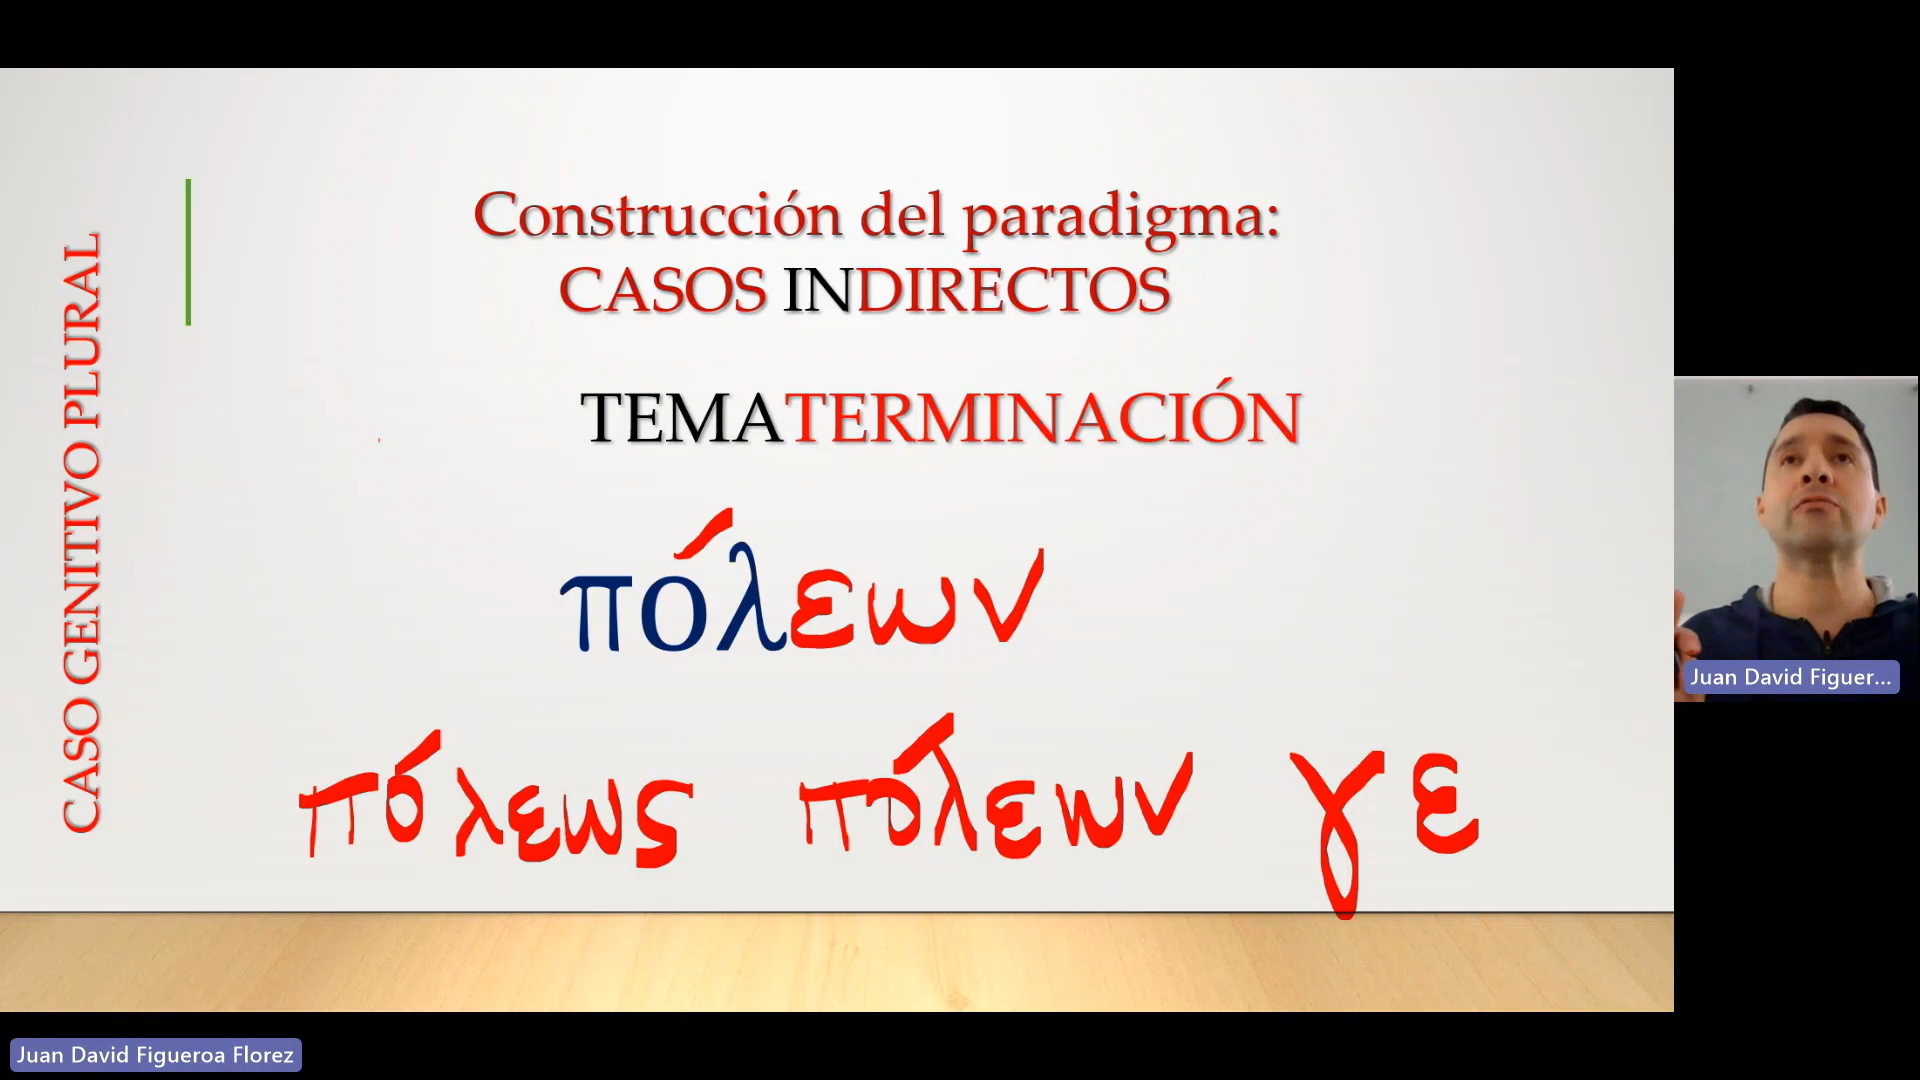 CASO GENITIVO PLURAL
Construcción del paradigma:
CASOS INDIRECTOS
TEMATERMINACIÓN
πόλεων
πόλεως πόλεων γε
Juan David Figuer...
Juan David Figueroa Florez